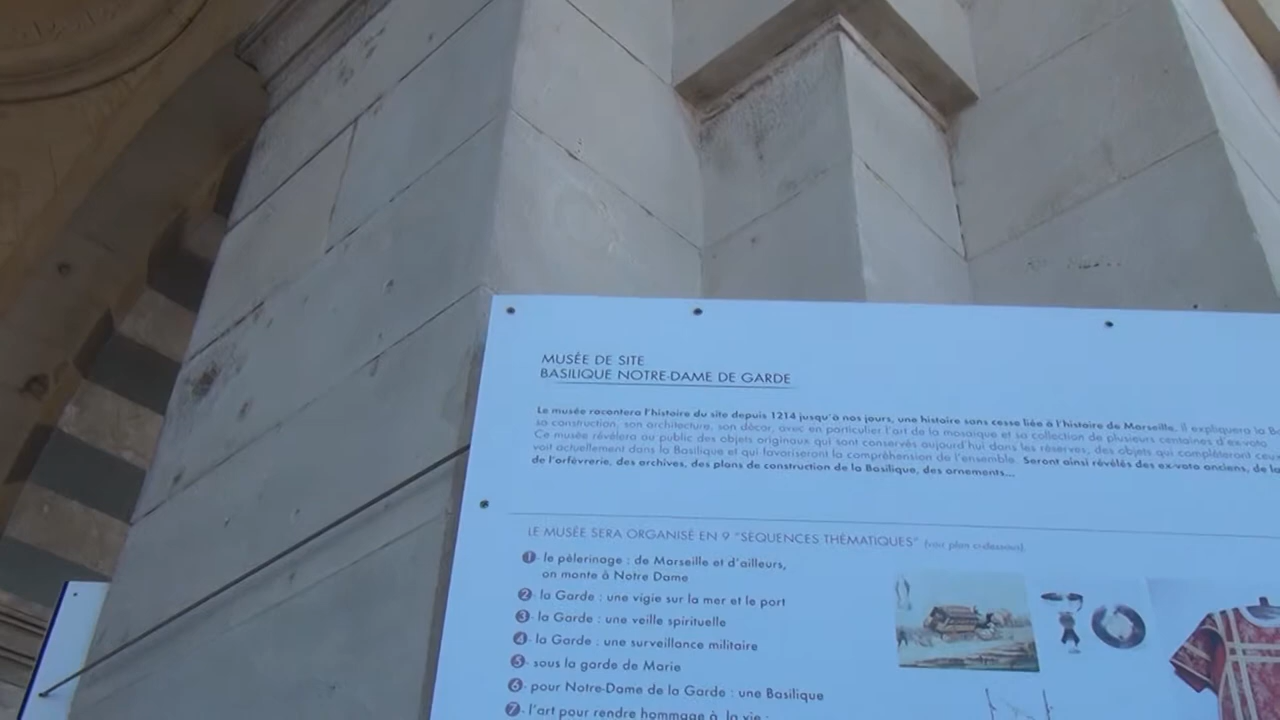 MUSÉE DE SITE
BASILIQUE NOTRE-DAME DE GARDE
Le musée racontera l'histoire du site depuis 1214 jusqu'à nos jours, une histoire sans cesse liée à l'histoire de Marseille. Il expliquera la
sa construction, son architecture, son décor, avec en particulier l'art de la mosaïque et sa collection de plusieurs centaines d'ex-voto
Ce musée révélera au public des objets originaux qui sont conservés aujourd'hui dans les réserves; des objets qui compléteront
voit actuellement dans la Basilique et qui favoriseront la compréhension de l'ensemble. Seront ainsi révélés des ex-voto anciens, de la
de l'orfèvrerie, des archives, des plans de construction de la Basilique, des ornements...
LE MUSÉE SERA ORGANISÉ EN 9 "SÉQUENCES THÉMATIQUES" (voir plan ci-dessous)
1 - le pèlerinage : de Marseille et d'ailleurs,
on monte à Notre Dame
2 - la Garde : une vigie sur la mer et le port
3 - la Garde : une veille spirituelle
4 - la Garde : une surveillance militaire
5 - sous la garde de Marie
6 - pour Notre-Dame de la Garde : une Basilique
7 - l'art pour rendre hommage à la vie :